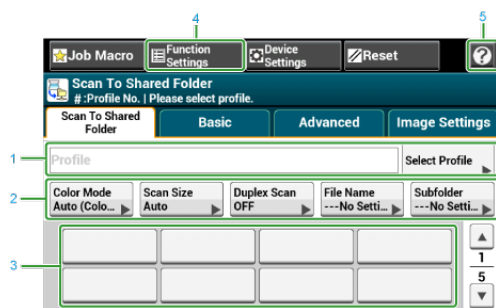 4
5
Job Macro
Function
Settings
Device
Settings
Reset
?
Scan To Shared Folder
# :Profile No. | Please select profile.
Scan To Shared
Folder
Basic
Advanced
Image Settings
1
Profile
Select Profile
2
Color Mode
Auto (Colo...
Scan Size
Auto
Duplex Scan
OFF
File Name
---No Setti...
Subfolder
---No Setti...
3
1
5